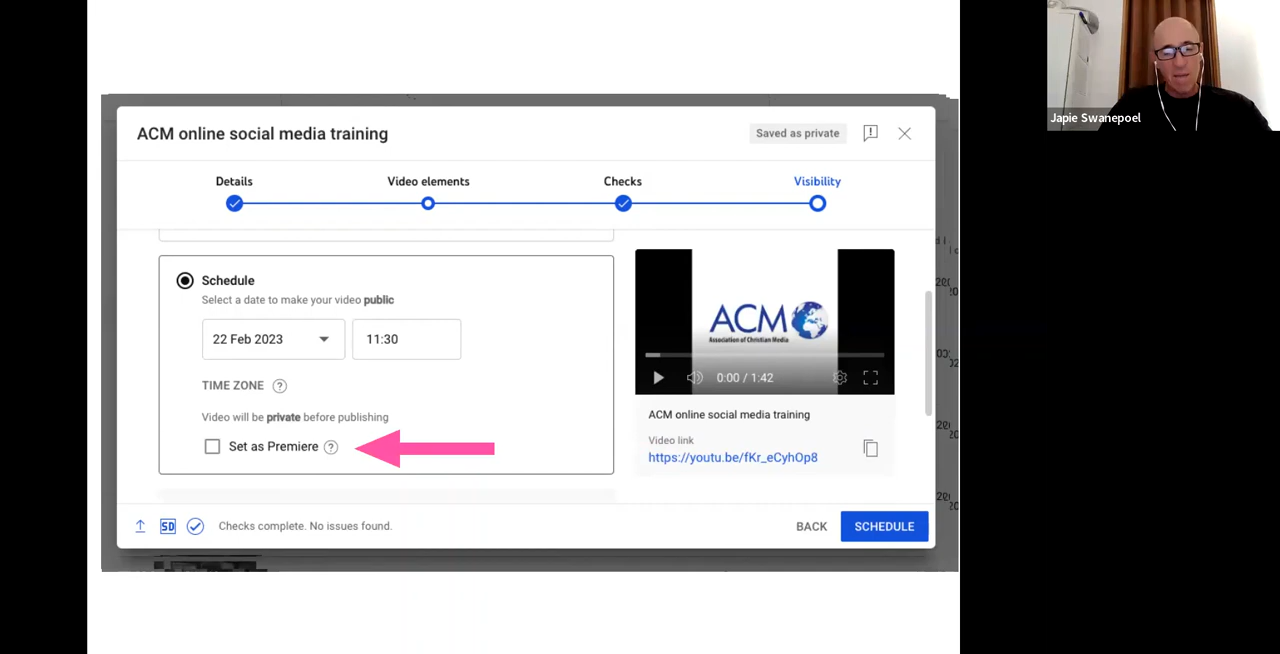 ACM online social media training
Saved as private
Details
Video elements
Checks
Visibility
Schedule
Select a date to make your video public
22 Feb 2023
11:30
TIME ZONE
Video will be private before publishing
Set as Premiere
ACM
Association of Christian Media
0:00 / 1:42
ACM online social media training
Video link
https://youtu.be/fKr_eCyhOp8
SD
Checks complete. No issues found.
BACK
SCHEDULE
Japie Swanepoel